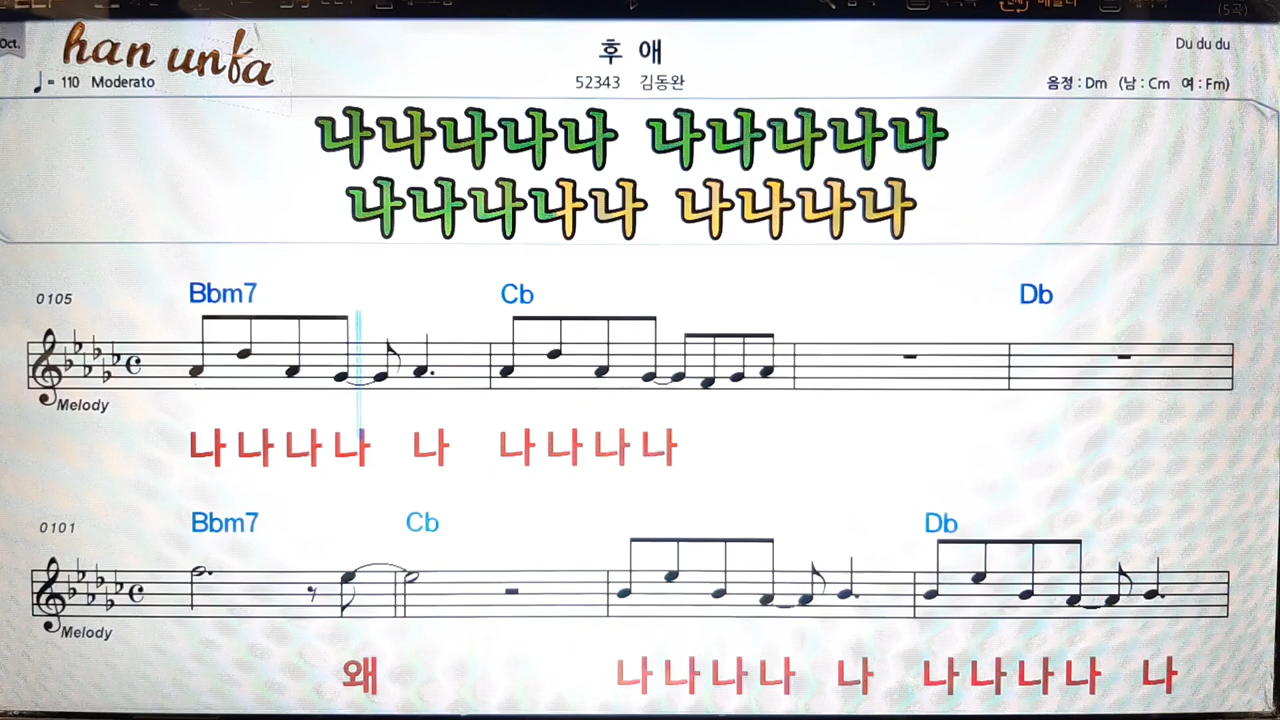 Oct.
han unfa
후 애
Du du du
♩= 110 Moderato
52343 김동완
음정 : Dm (남 : Cm 여 : Fm)
나나나나나 나나나나나
나나나나나 나나나나
0105
Bbm7 Cb Db
Melody
나 나 나 나 나 나 나 나 나
0101
Bbm7 Cb Db
Melody
왜 나 나 나 나 나 나 나 나 나 나
(5곡)